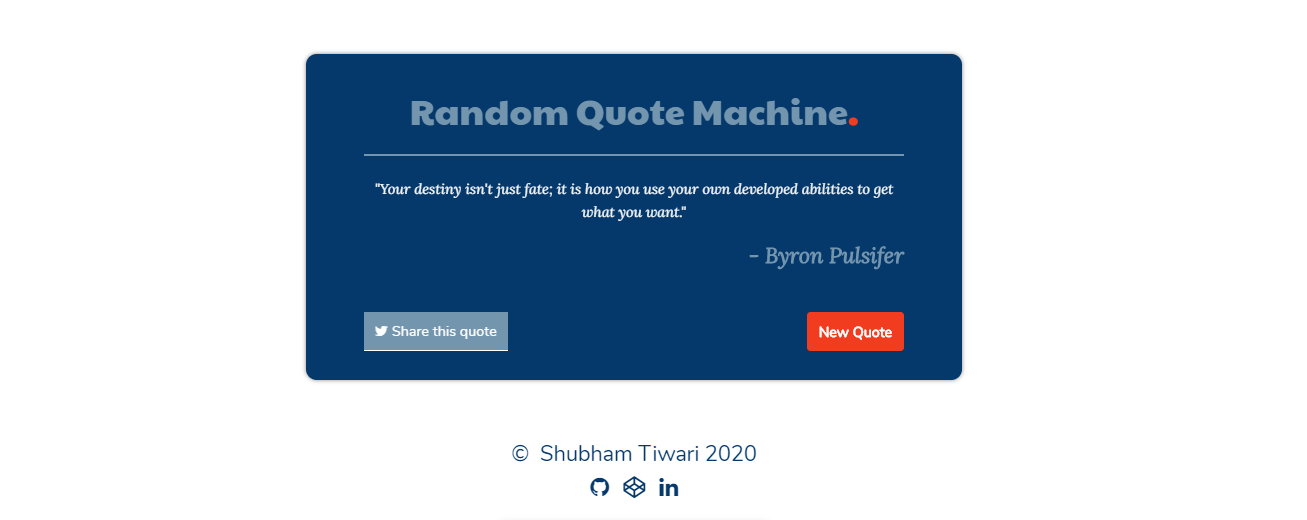 Random Quote Machine.
"Your destiny isn't just fate; it is how you use your own developed abilities to get
what you want."
- Byron Pulsifer
Share this quote
New Quote
© Shubham Tiwari 2020
in